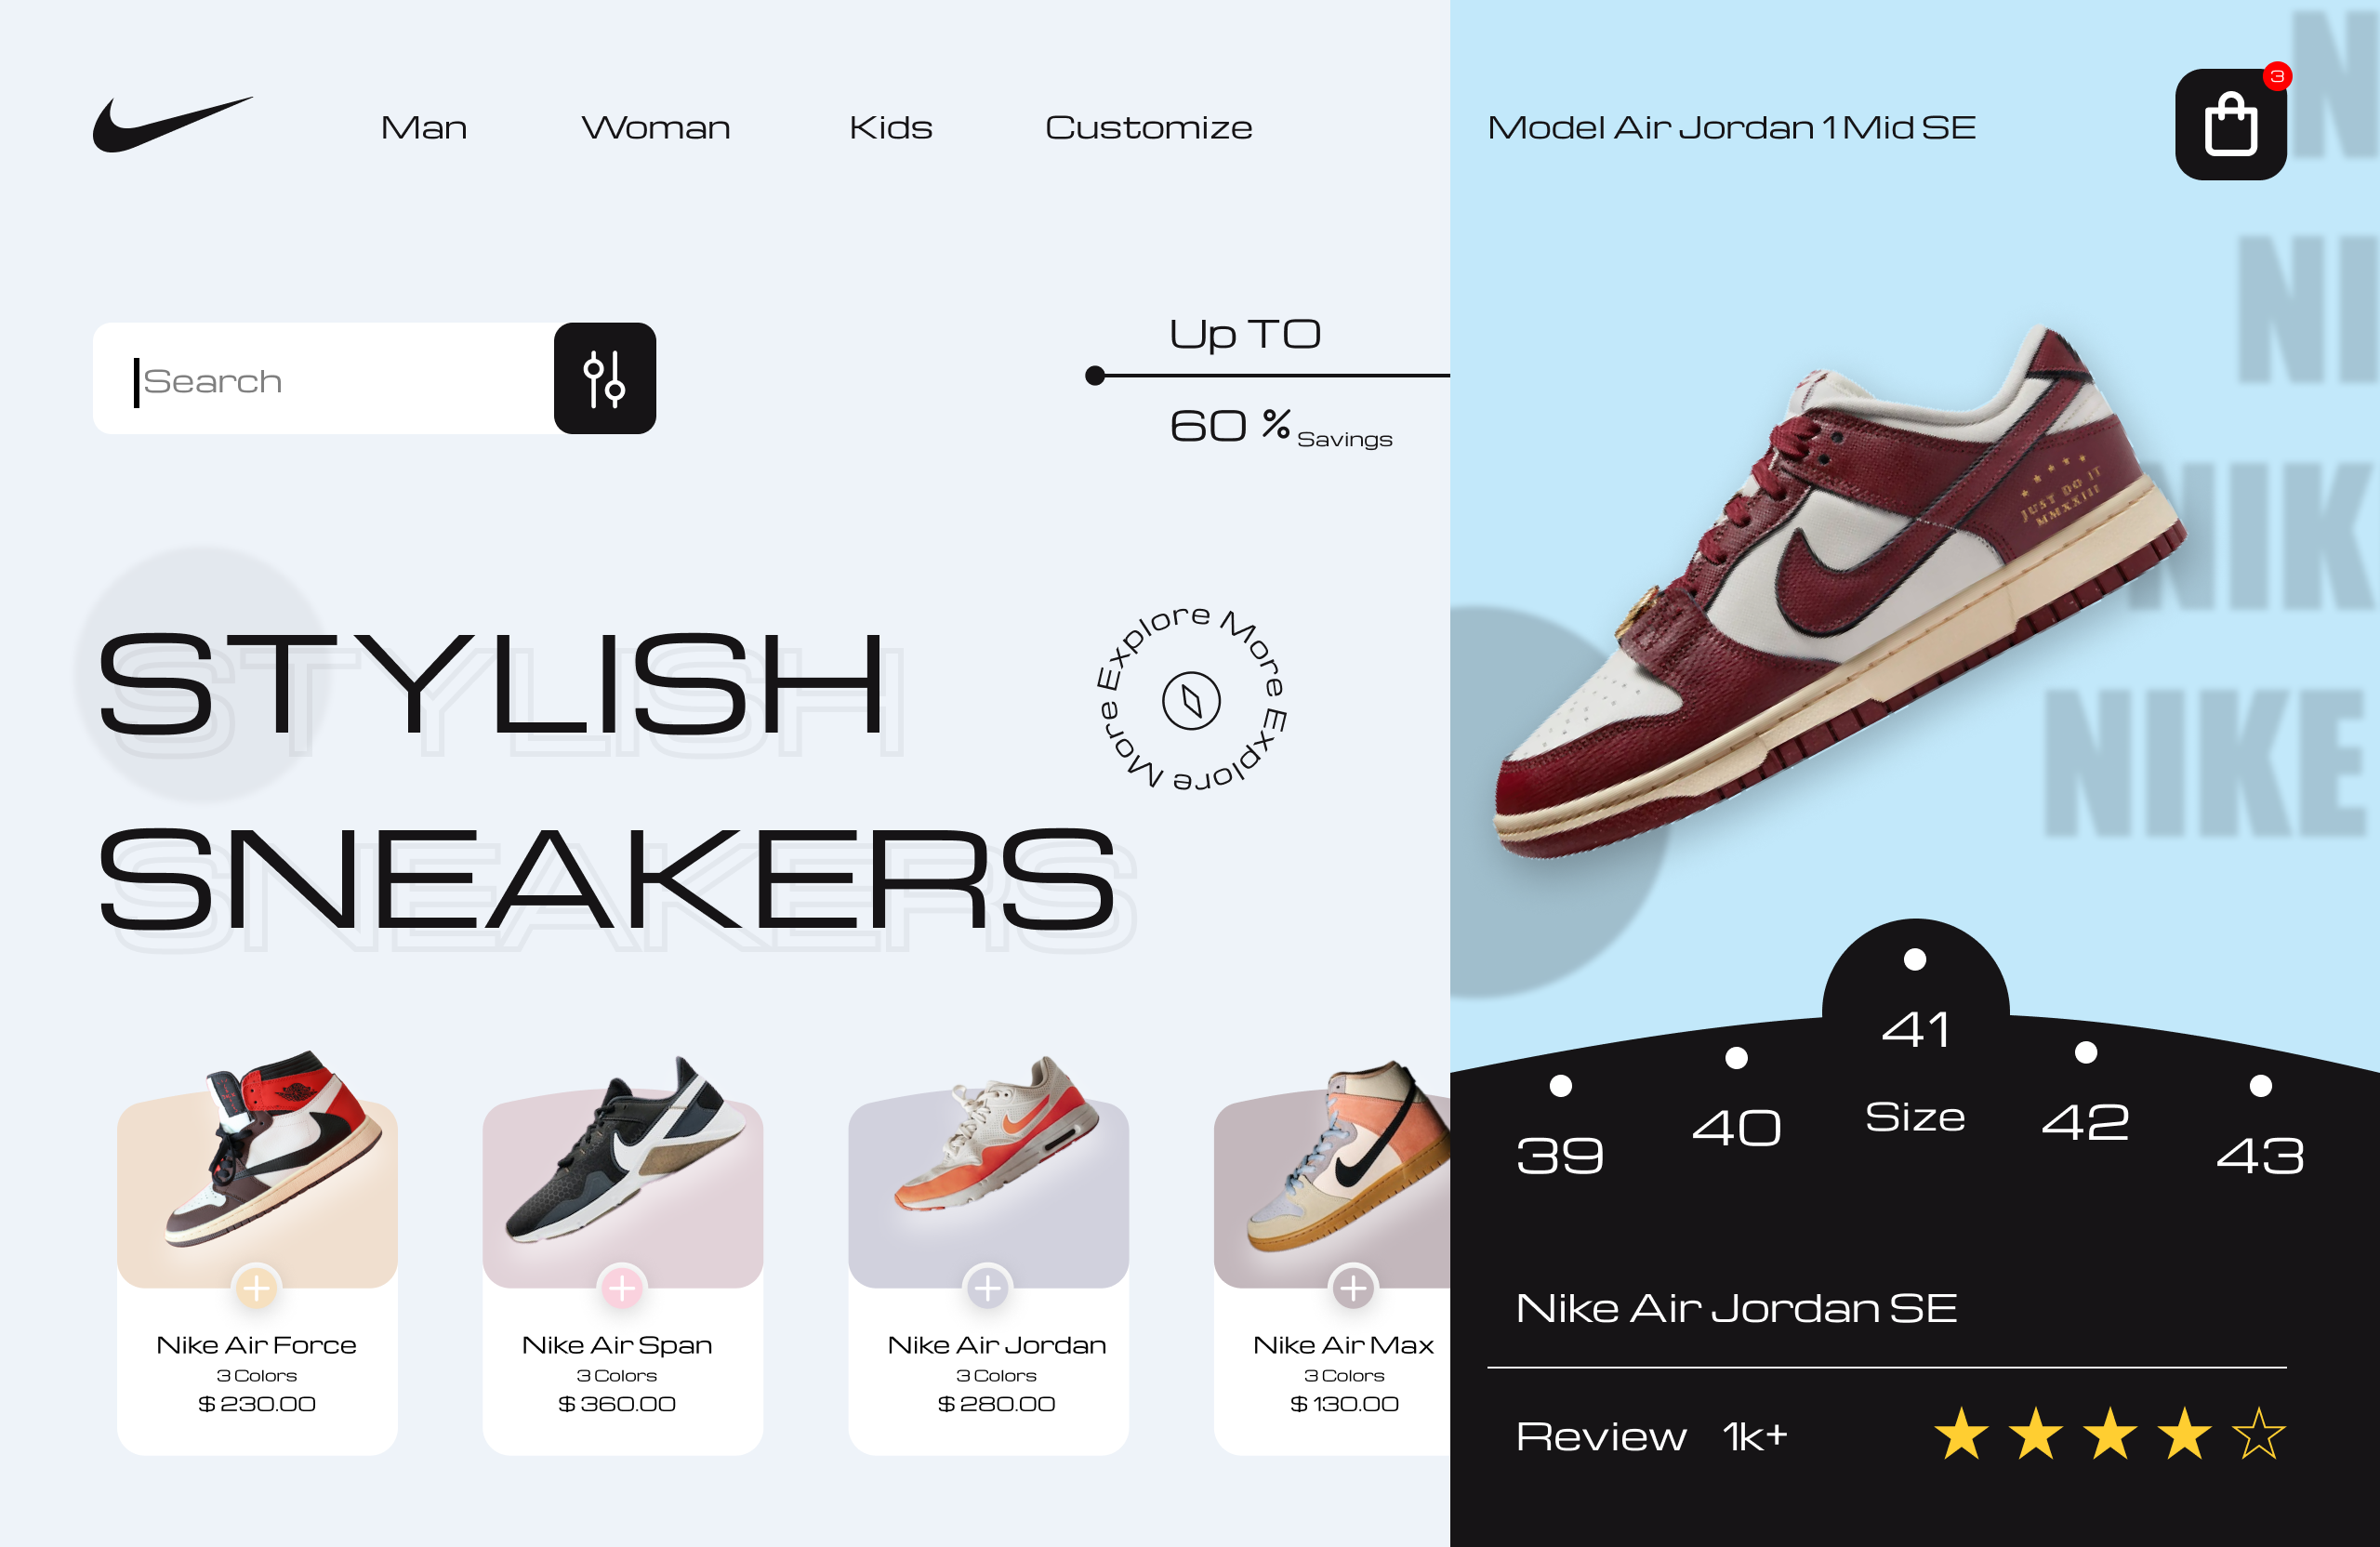 Man
Woman
Kids
Customize
Model Air Jordan 1 Mid SE
3
Search
Up TO
60 % Savings
STYLISH
SNEAKERS
Explore More Explore More
NIKE
JUST DO IT
MMXXIII
41
Size
39
40
42
43
Nike Air Force
3 Colors
$ 230.00
Nike Air Span
3 Colors
$ 360.00
Nike Air Jordan
3 Colors
$ 280.00
Nike Air Max
3 Colors
$ 130.00
Nike Air Jordan SE
Review 1k+